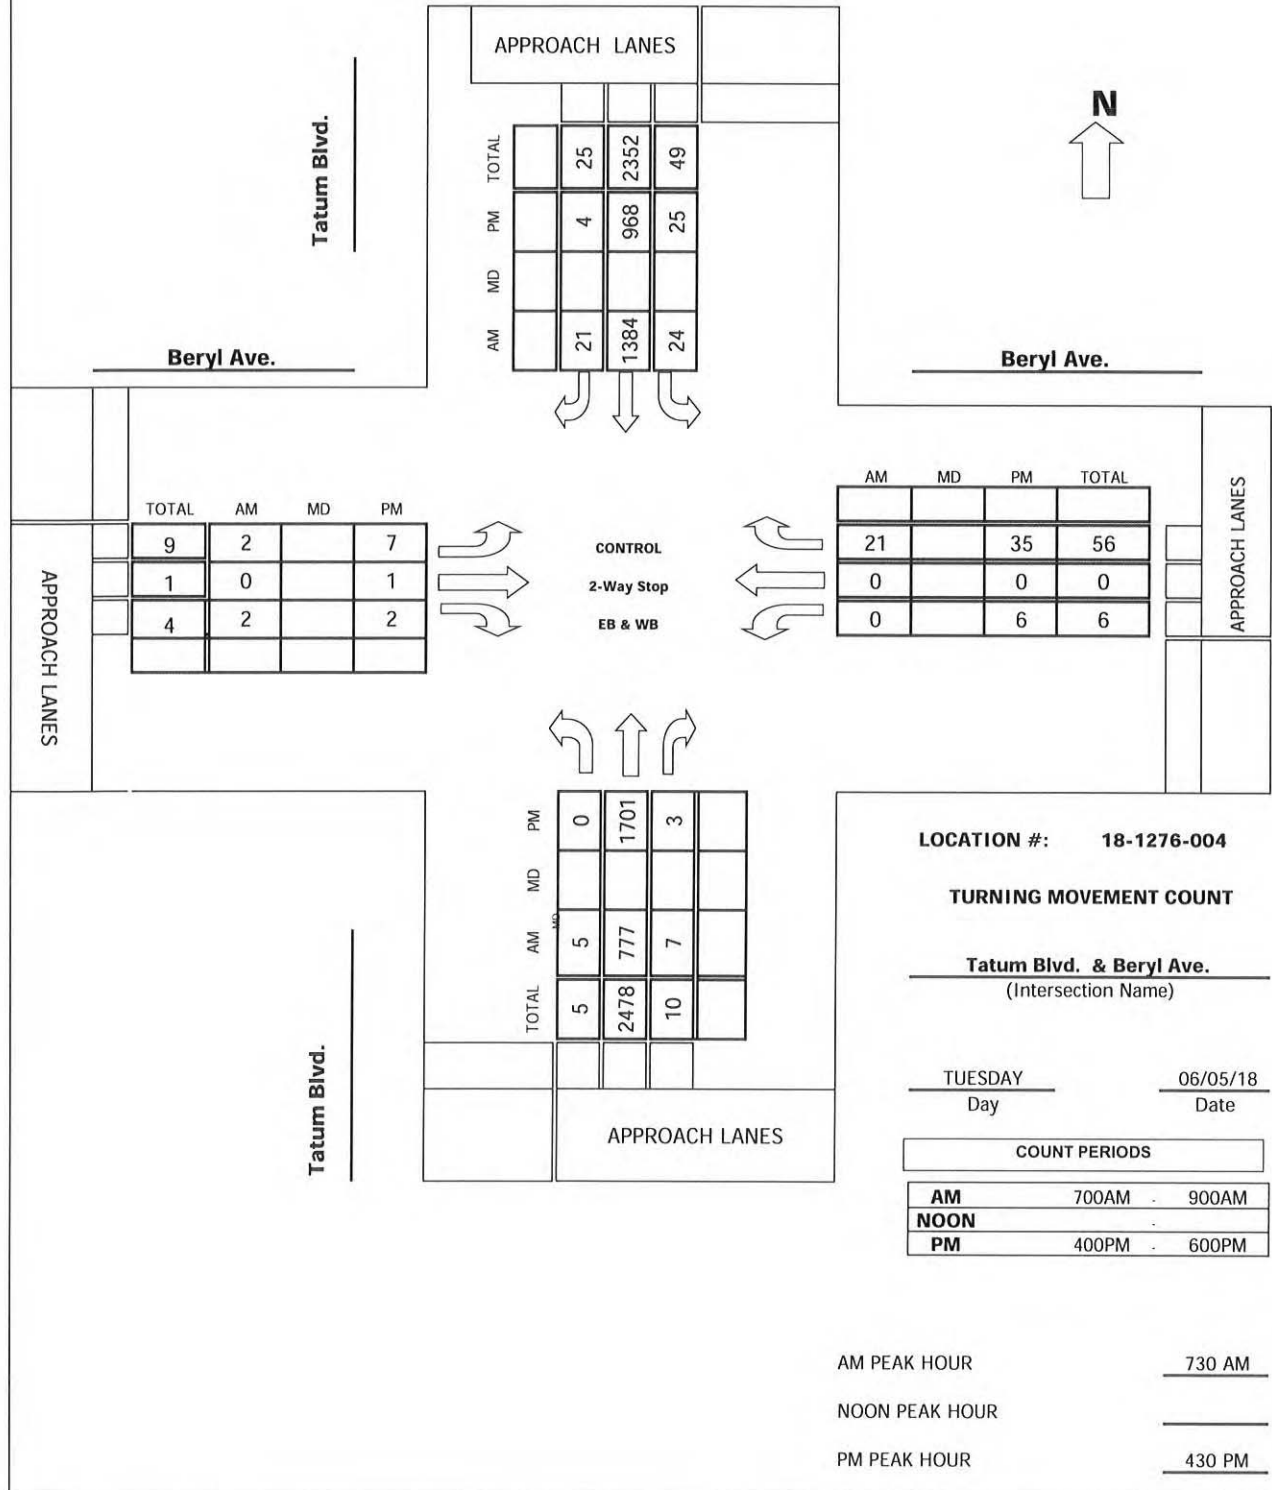 APPROACH LANES
N
Tatum Blvd.
TOTAL 25 2352 49
PM 4 968 25
MD
AM 21 1384 24
Beryl Ave.
Beryl Ave.
TOTAL AM MD PM
9 2 7
1 0 1
4 2 2
APPROACH LANES
CONTROL
2-Way Stop
EB & WB
AM MD PM TOTAL
21 35 56
0 0 0
0 6 6
APPROACH LANES
PM 0 1701 3
MD
MD
AM 5 777 7
TOTAL 5 2478 10
APPROACH LANES
Tatum Blvd.
LOCATION #: 18-1276-004
TURNING MOVEMENT COUNT
Tatum Blvd. & Beryl Ave.
(Intersection Name)
TUESDAY 06/05/18
Day Date
COUNT PERIODS
AM 700AM - 900AM
NOON -
PM 400PM - 600PM
AM PEAK HOUR 730 AM
NOON PEAK HOUR
PM PEAK HOUR 430 PM